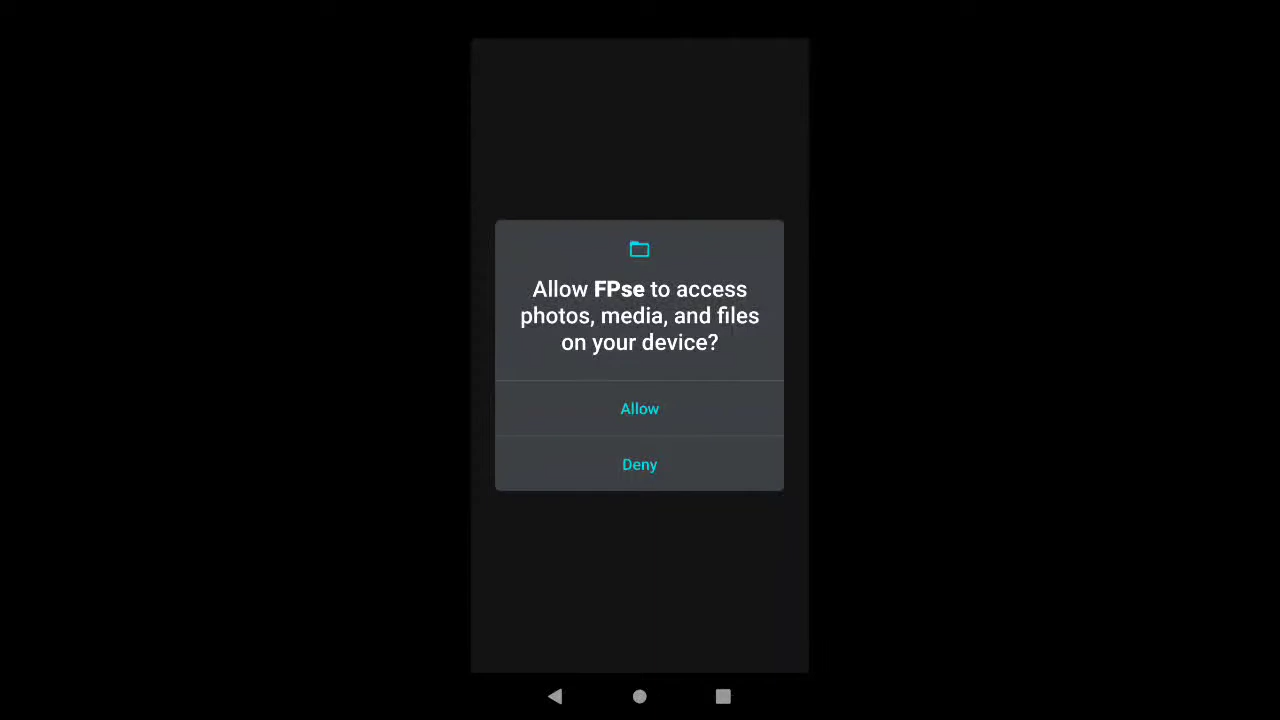 Allow FPse to access
photos, media, and files
on your device?
Allow
Deny